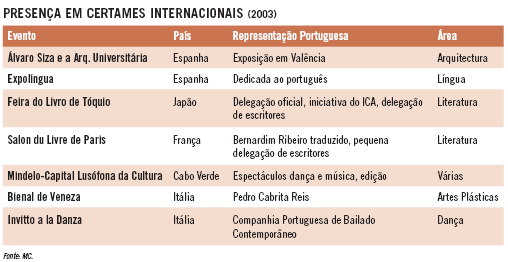 PRESENÇA EM CERTAMES INTERNACIONAIS (2003)
Evento País Representação Portuguesa Área
Álvaro Siza e a Arq. Universitária Espanha Exposição em Valência Arquitectura
Expolíngua Espanha Dedicada ao português Língua
Feira do Livro de Tóquio Japão Delegação oficial, iniciativa do ICA, delegação Literatura
de escritores
Salon du Livre de Paris França Bernardim Ribeiro traduzido, pequena Literatura
delegação de escritores
Mindelo-Capital Lusófona da Cultura Cabo Verde Espectáculos dança e música, edição Várias
Bienal de Veneza Itália Pedro Cabrita Reis Artes Plásticas
Invitto a la Danza Itália Companhia Portuguesa de Bailado Dança
Contemporâneo
Fonte: MC.